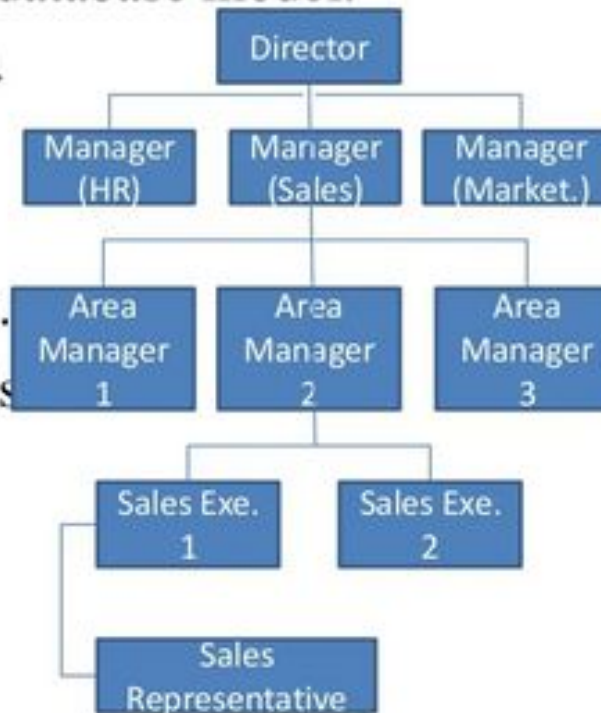 Director
Manager
(HR)
Manager
(Sales)
Manager
(Market.)
Area
Manager
1
Area
Manager
2
Area
Manager
3
Sales Exe.
1
Sales Exe.
2
Sales
Representative